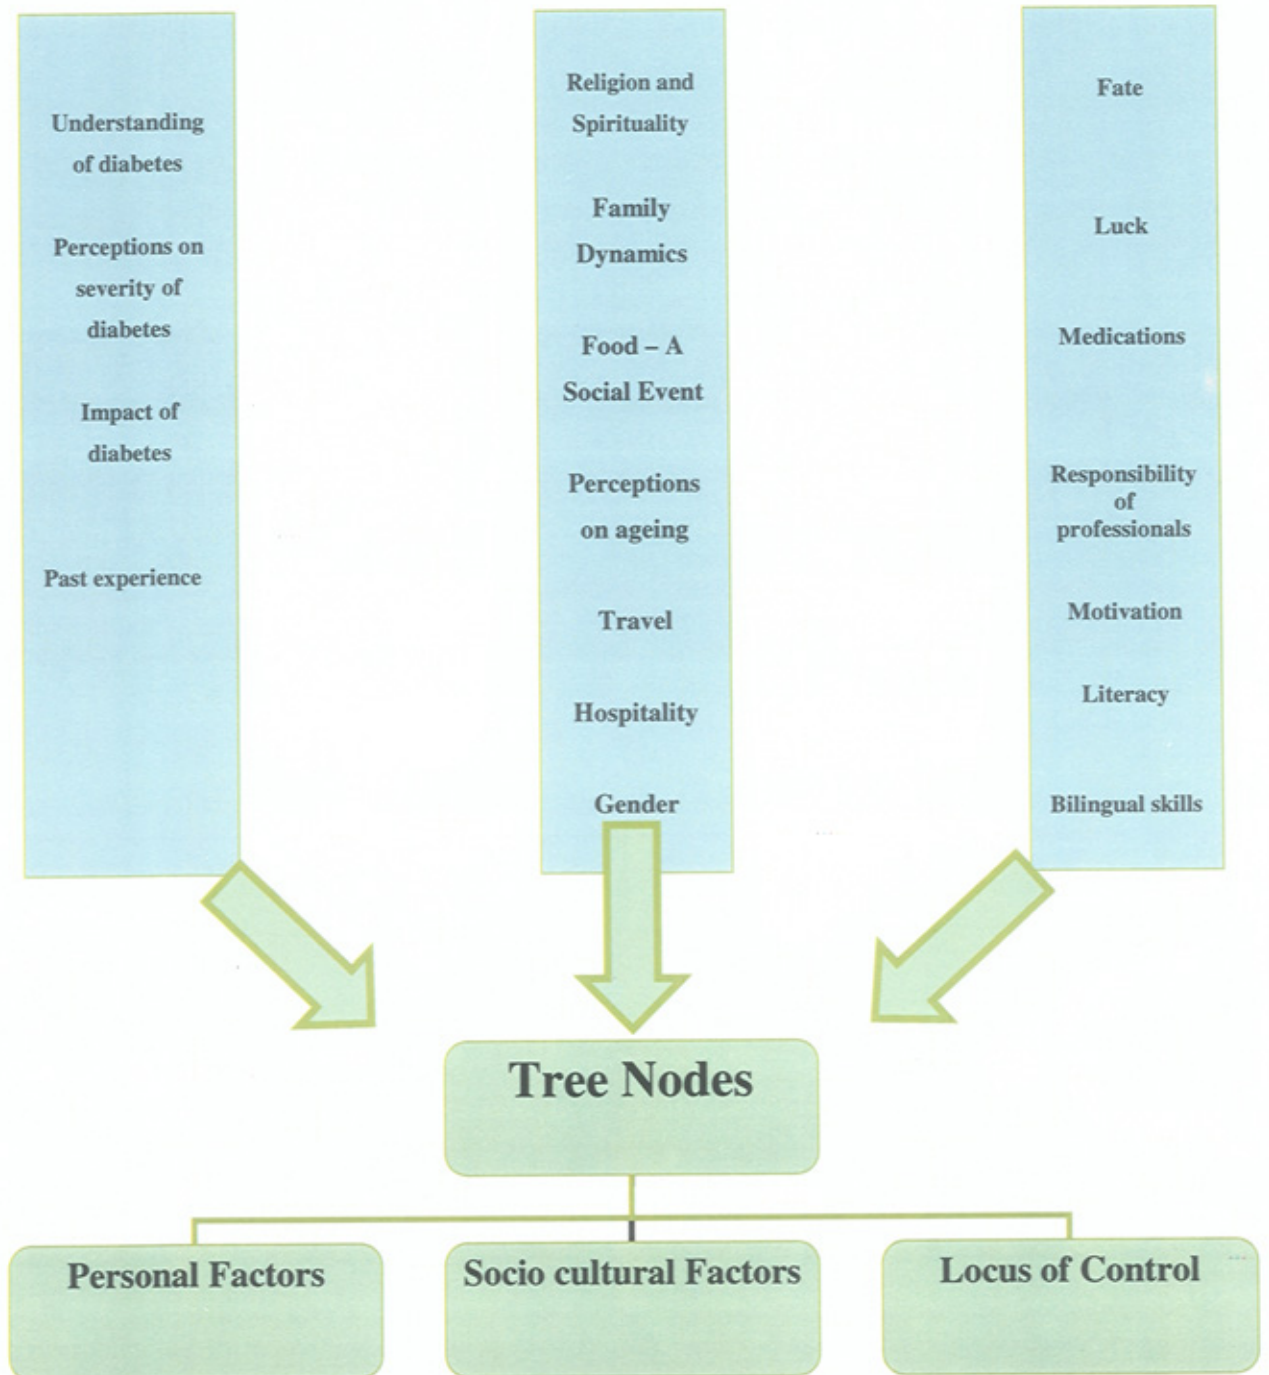 Understanding
of diabetes
Perceptions on
severity of
diabetes
Impact of
diabetes
Past experience
Religion and
Spirituality
Family
Dynamics
Food – A
Social Event
Perceptions
on ageing
Travel
Hospitality
Gender
Fate
Luck
Medications
Responsibility
of
professionals
Motivation
Literacy
Bilingual skills
Tree Nodes
Personal Factors
Socio cultural Factors
Locus of Control